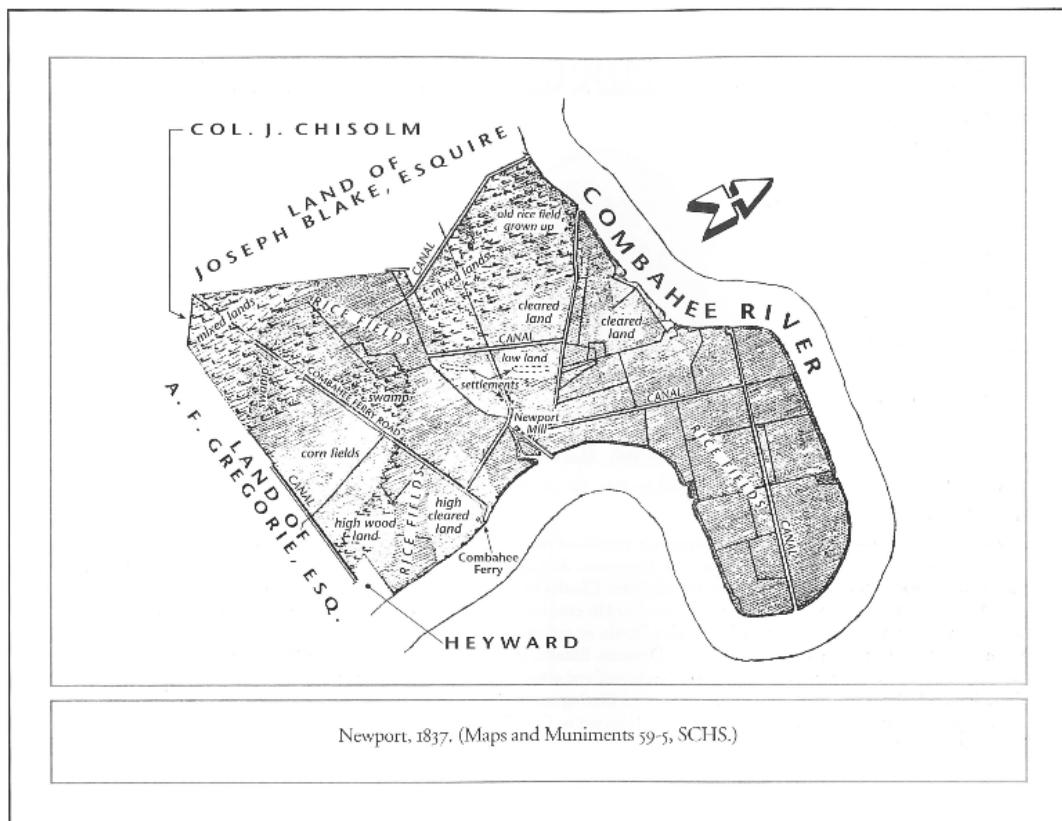 COL. J. CHISOLM
LAND OF
JOSEPH BLAKE, ESQUIRE
COMBAHEE RIVER
old rice field
grown up
CANAL
mixed lands
mixed lands
RICE FIELDS
cleared
land
cleared
land
CANAL
low land
swamp
settlements
CANAL
swamp
COMBAHEE FERRY ROAD
Newport
Mill
RICE FIELDS
corn fields
CANAL
LAND OF
A. F. GREGORIE, ESQ.
high wood
land
RICE FIELDS
high
cleared
land
CANAL
Combahee
Ferry
HEYWARD
Newport, 1837. (Maps and Muniments 59-5, SCHS.)